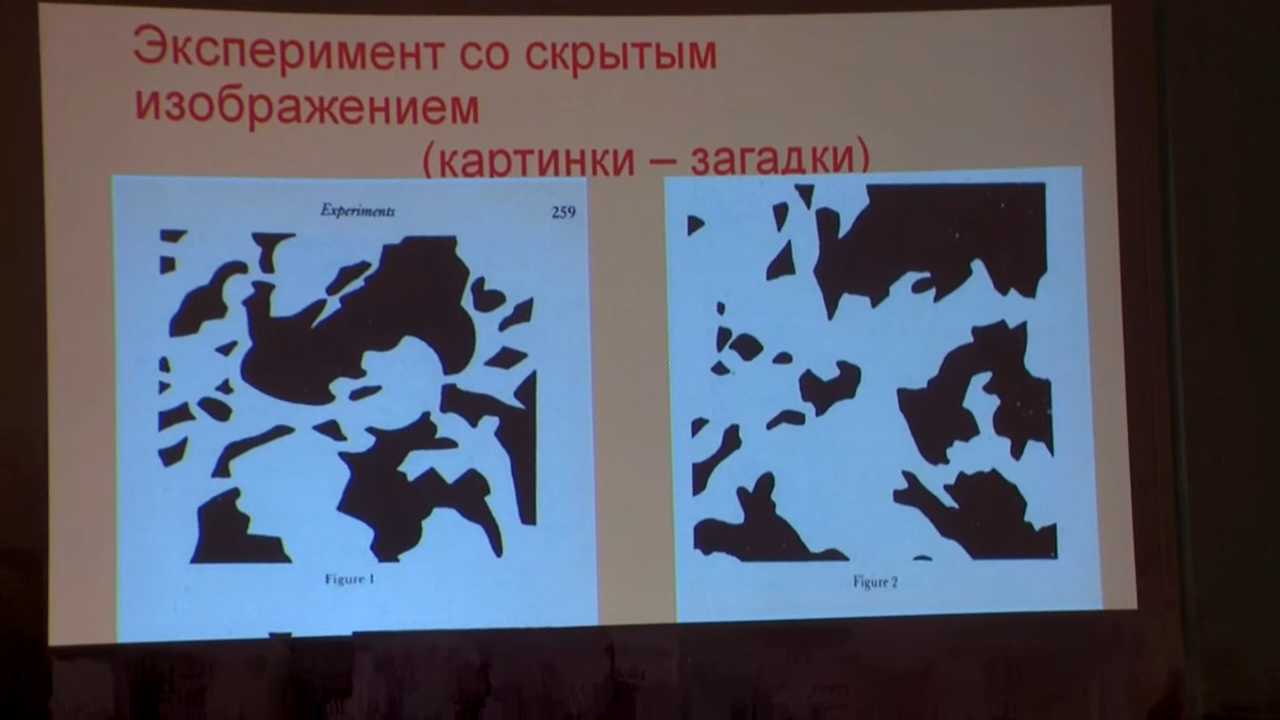 Эксперимент со скрытым
изображением
(картинки – загадки)
Experiments 259
Figure 1
Figure 2